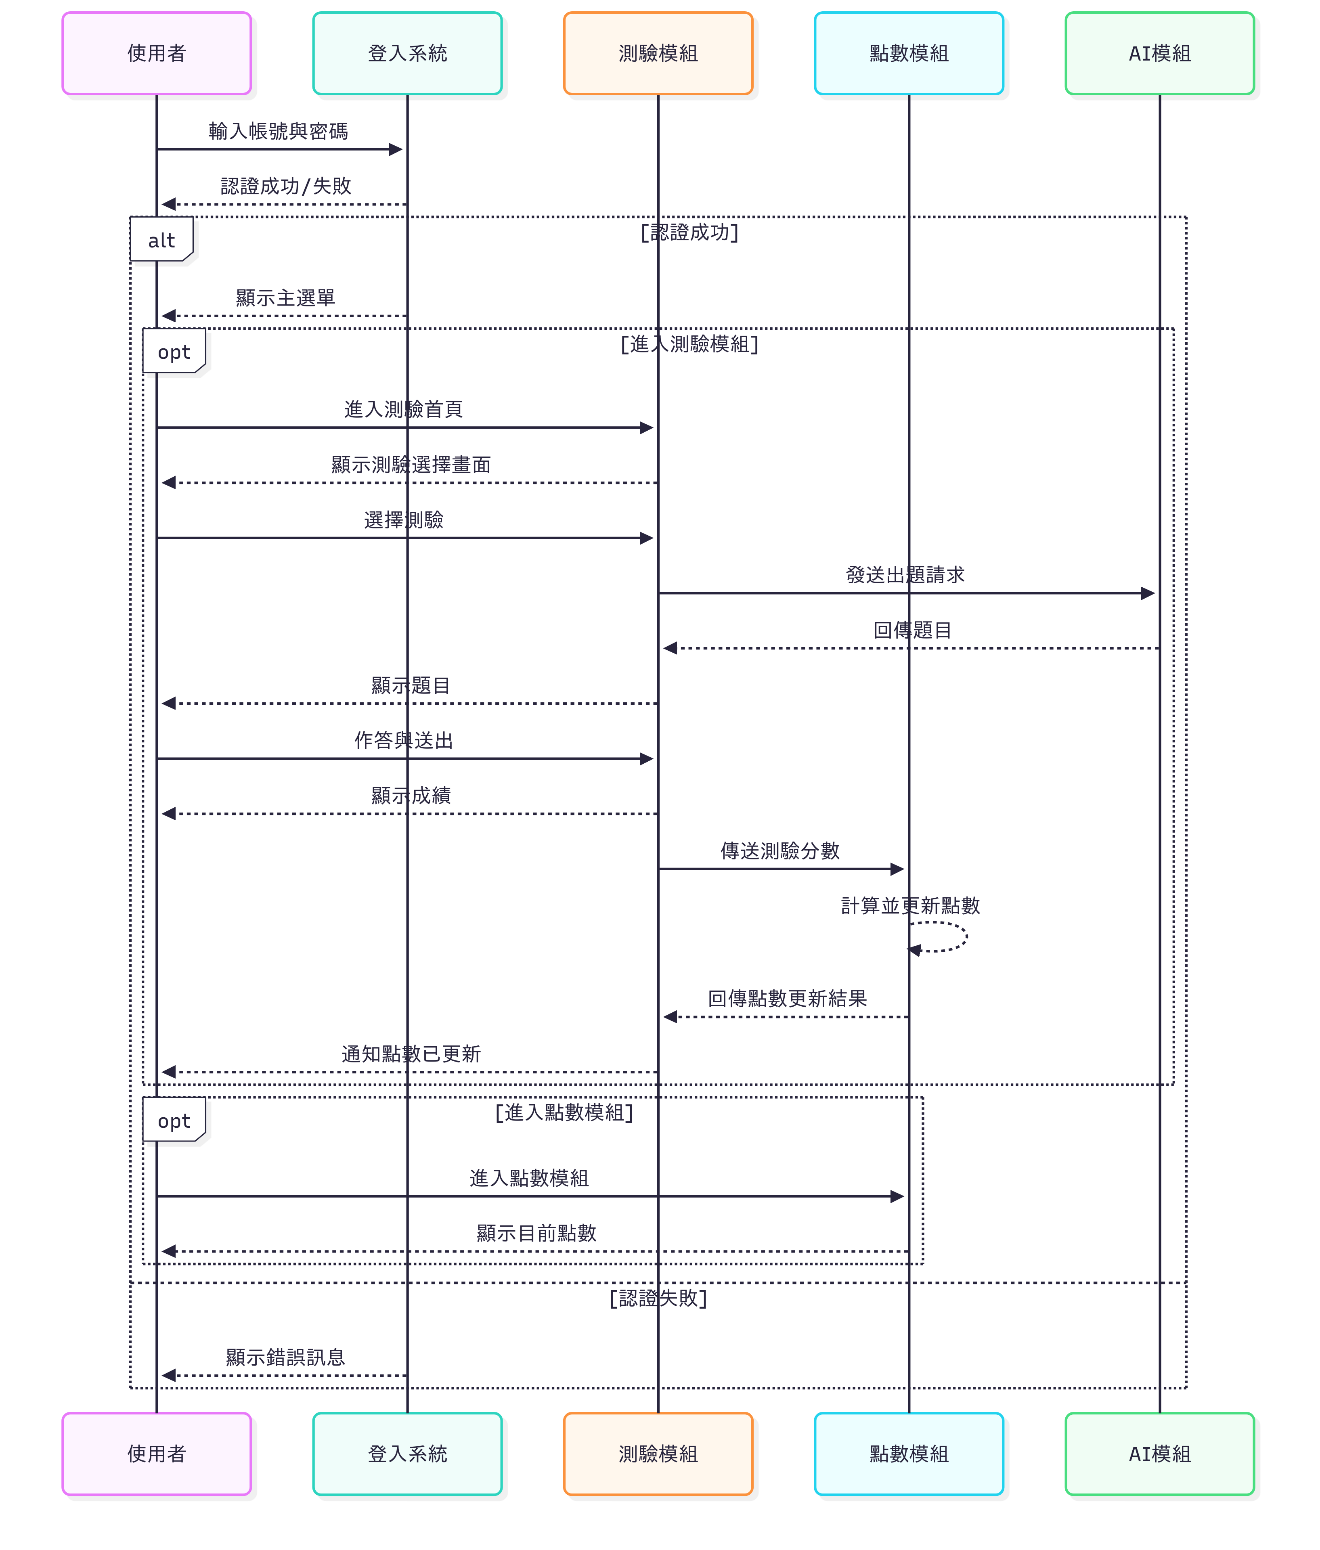 使用者
登入系統
測驗模組
點數模組
AI模組
輸入帳號與密碼
認證成功/失敗
alt
[認證成功]
顯示主選單
opt
[進入測驗模組]
進入測驗首頁
顯示測驗選擇畫面
選擇測驗
發送出題請求
回傳題目
顯示題目
作答與送出
顯示成績
傳送測驗分數
計算並更新點數
回傳點數更新結果
通知點數已更新
opt
[進入點數模組]
進入點數模組
顯示目前點數
[認證失敗]
顯示錯誤訊息
使用者
登入系統
測驗模組
點數模組
AI模組